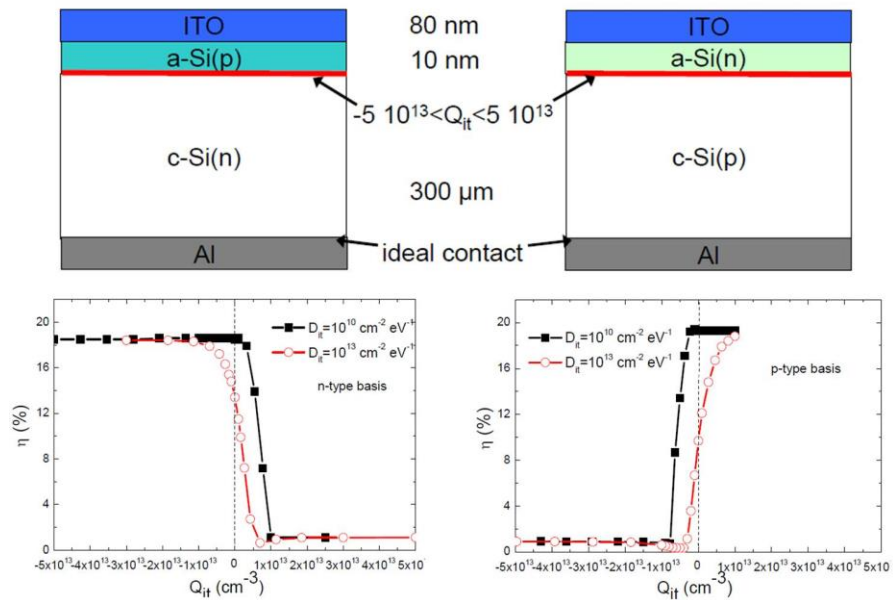 ITO 80 nm ITO
a-Si(p) 10 nm a-Si(n)
-5 10¹³<Q_it<5 10¹³
c-Si(n) c-Si(p)
300 µm
ideal contact
Al Al
20
16
12
8
4
0
η (%)
D_it=10¹⁰ cm⁻² eV⁻¹
D_it=10¹³ cm⁻² eV⁻¹
n-type basis
-5x10¹³-4x10¹³-3x10¹³-2x10¹³-1x10¹³ 0 1x10¹³ 2x10¹³ 3x10¹³ 4x10¹³ 5x10
Q_it (cm⁻³)
20
16
12
8
4
0
η (%)
D_it=10¹⁰ cm⁻² eV⁻¹
D_it=10¹³ cm⁻² eV⁻¹
p-type basis
-5x10¹³-4x10¹³-3x10¹³-2x10¹³-1x10¹³ 0 1x10¹³2x10¹³3x10¹³4x10¹³ 5x10
Q_it (cm⁻³)